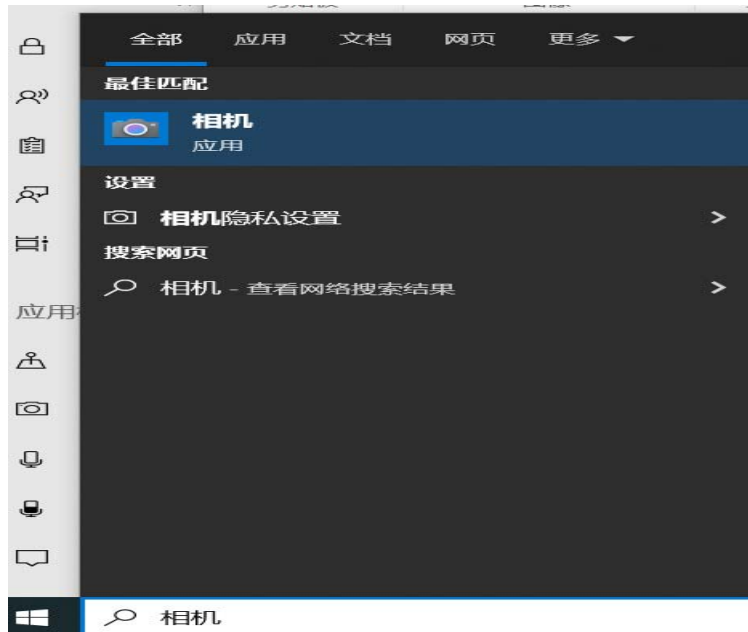 全部 应用 文档 网页 更多
最佳匹配
相机
应用
设置
相机隐私设置
搜索网页
相机 - 查看网络搜索结果
应用
相机